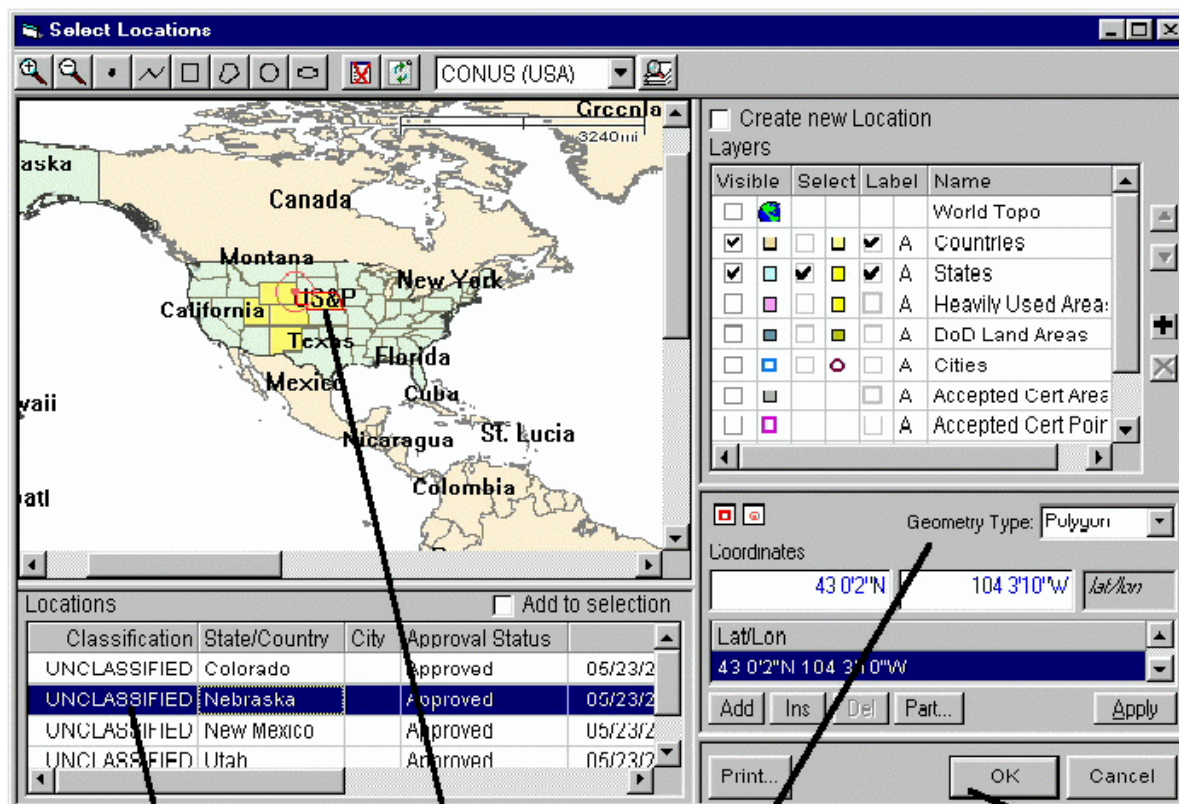 Select Locations
CONUS (USA)
Greenla
3240mi
aska
Canada
Montana
New York
US&P
California
Texas
Florida
Mexico
Cuba
vaii
Nicaragua
St. Lucia
Colombia
atl
Create new Location
Layers
Visible Select Label Name
World Topo
A Countries
A States
A Heavily Used Areas
A DoD Land Areas
A Cities
A Accepted Cert Area
A Accepted Cert Poin
Geometry Type: Polygon
Coordinates
43 0'2"N 104 3'10"W lat/lon
Lat/Lon
43 0'2"N 104 3'10"W
Add Ins Del Part... Apply
Print... OK Cancel
Locations Add to selection
Classification State/Country City Approval Status
UNCLASSIFIED Colorado Approved 05/23/2
UNCLASSIFIED Nebraska Approved 05/23/2
UNCLASSIFIED New Mexico Approved 05/23/2
UNCLASSIFIED Utah Approved 05/23/2